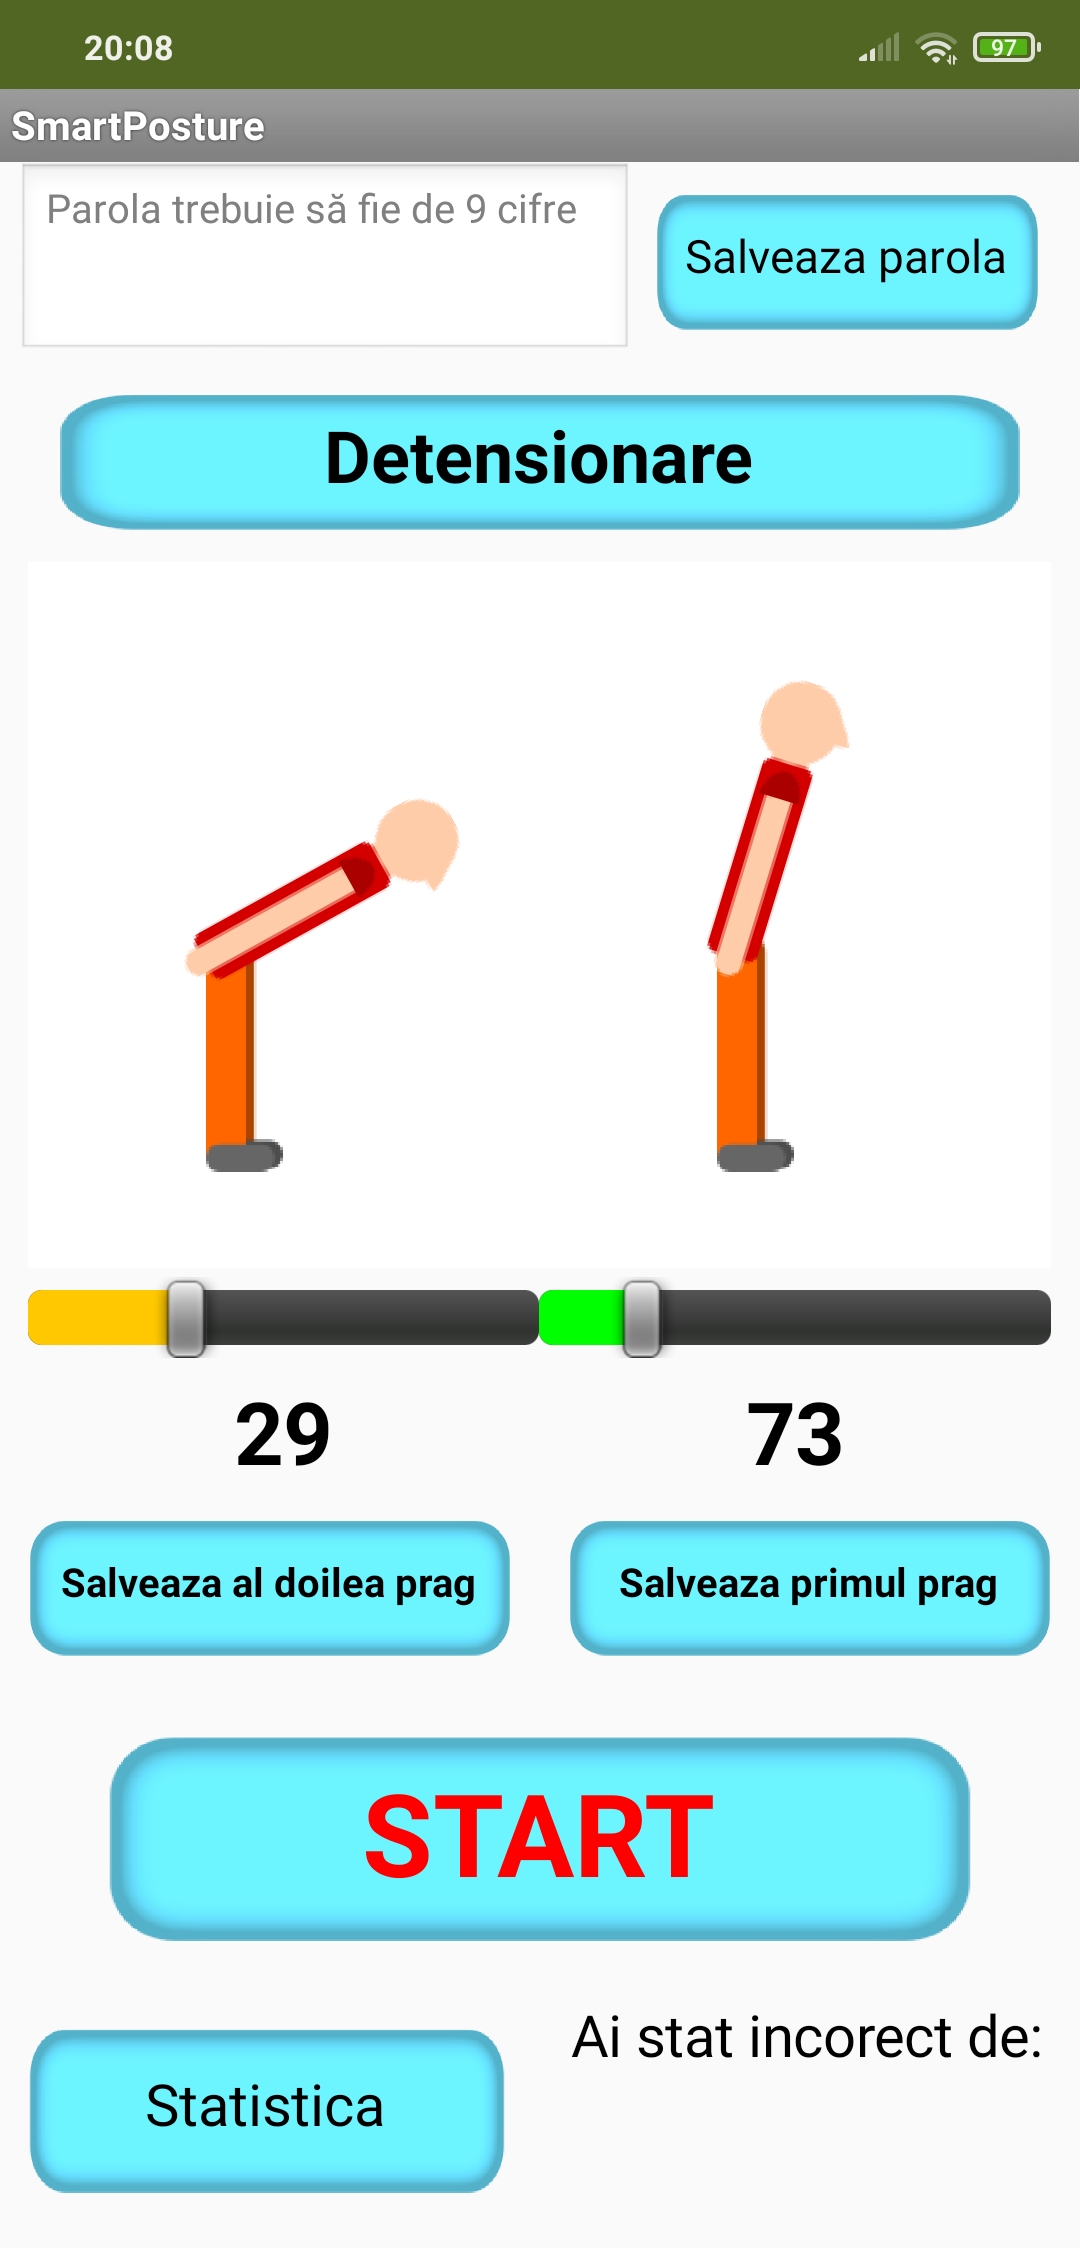 20:08
97
SmartPosture
Parola trebuie să fie de 9 cifre
Salveaza parola
Detensionare
29
73
Salveaza al doilea prag
Salveaza primul prag
START
Ai stat incorect de:
Statistica